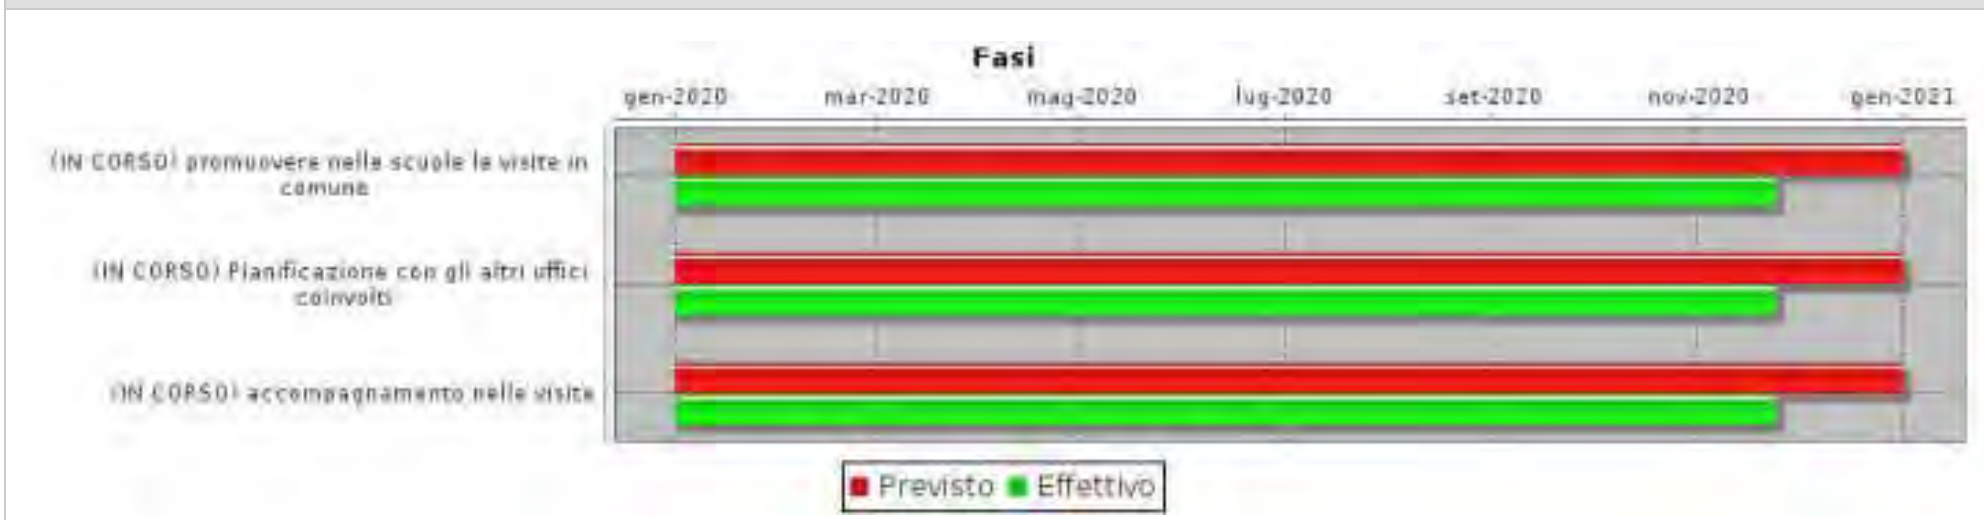 Fasi
gen-2020 mar-2020 mag-2020 lug-2020 set-2020 nov-2020 gen-2021
(IN CORSO) promuovere nelle scuole le visite in
comune
(IN CORSO) Pianificazione con gli altri uffici
coinvolti
(IN CORSO) accompagnamento nelle visite
Previsto Effettivo